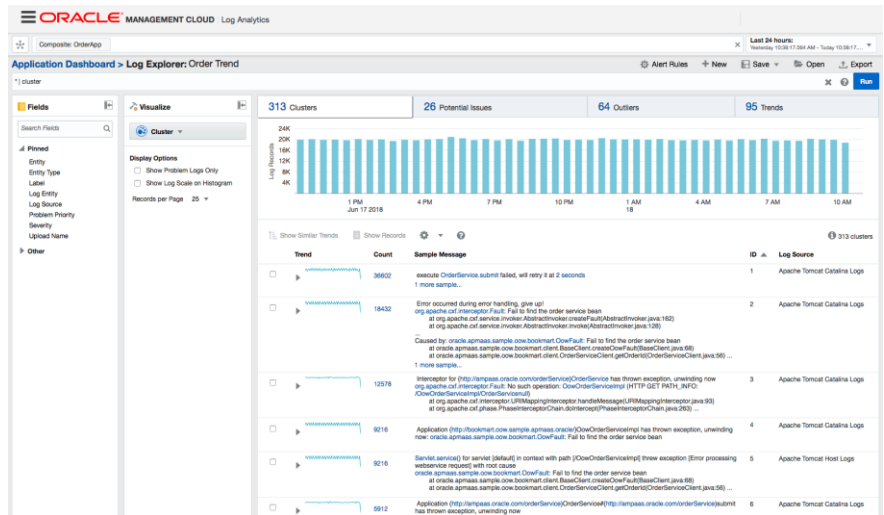 ORACLE MANAGEMENT CLOUD Log Analytics
Composite: OrderApp
Last 24 hours:
Yesterday 10:38:17.094 AM - Today 10:38:17....
Application Dashboard > Log Explorer: Order Trend
Alert Rules + New Save Open Export
* | cluster
Run
Fields
Search Fields
Pinned
Entity
Entity Type
Label
Log Entity
Log Source
Problem Priority
Severity
Upload Name
Other
Visualize
Cluster
Display Options
Show Problem Logs Only
Show Log Scale on Histogram
Records per Page 25
313 Clusters
26 Potential Issues
64 Outliers
95 Trends
Log Records
24K
20K
16K
12K
8K
4K
1 PM 4 PM 7 PM 10 PM 1 AM 4 AM 7 AM 10 AM
Jun 17 2018 18
Show Similar Trends Show Records
313 clusters
Trend Count Sample Message ID Log Source
36602 execute OrderService.submit failed, will retry it at 2 seconds 1 Apache Tomcat Catalina Logs
1 more sample...
18432 Error occurred during error handling, give up! 2 Apache Tomcat Catalina Logs
org.apache.cxf.interceptor.Fault: Fail to find the order service bean
at org.apache.cxf.service.invoker.AbstractInvoker.createFault(AbstractInvoker.java:162)
at org.apache.cxf.service.invoker.AbstractInvoker.invoke(AbstractInvoker.java:128)
...
Caused by: oracle.apmaas.sample.oow.bookmart.OowFault: Fail to find the order service bean
at oracle.apmaas.sample.oow.bookmart.client.BaseClient.createOowFault(BaseClient.java:68)
at oracle.apmaas.sample.oow.bookmart.client.OrderServiceClient.getOrderId(OrderServiceClient.java:56) ...
1 more sample...
12578 Interceptor for {http://ampaas.oracle.com/orderService}OrderService has thrown exception, unwinding now 3 Apache Tomcat Catalina Logs
org.apache.cxf.interceptor.Fault: No such operation: OowOrderServiceImpl (HTTP GET PATH_INFO:
/OowOrderServiceImpl/OrderServicenull)
at org.apache.cxf.interceptor.URIMappingInterceptor.handleMessage(URIMappingInterceptor.java:93)
at org.apache.cxf.phase.PhaseInterceptorChain.doIntercept(PhaseInterceptorChain.java:263) ...
9216 Application {http://bookmart.oow.sample.apmaas.oracle/}OowOrderServiceImpl has thrown exception, unwinding 4 Apache Tomcat Catalina Logs
now: oracle.apmaas.sample.oow.bookmart.OowFault: Fail to find the order service bean
9216 Servlet.service() for servlet [default] in context with path [/OowOrderServiceImpl] threw exception [Error processing 5 Apache Tomcat Host Logs
webservice request] with root cause
oracle.apmaas.sample.oow.bookmart.OowFault: Fail to find the order service bean
at oracle.apmaas.sample.oow.bookmart.client.BaseClient.createOowFault(BaseClient.java:68)
at oracle.apmaas.sample.oow.bookmart.client.OrderServiceClient.getOrderId(OrderServiceClient.java:56) ...
5912 Application {http://ampaas.oracle.com/orderService}OrderService#{http://ampaas.oracle.com/orderService}submit 6 Apache Tomcat Catalina Logs
has thrown exception, unwinding now